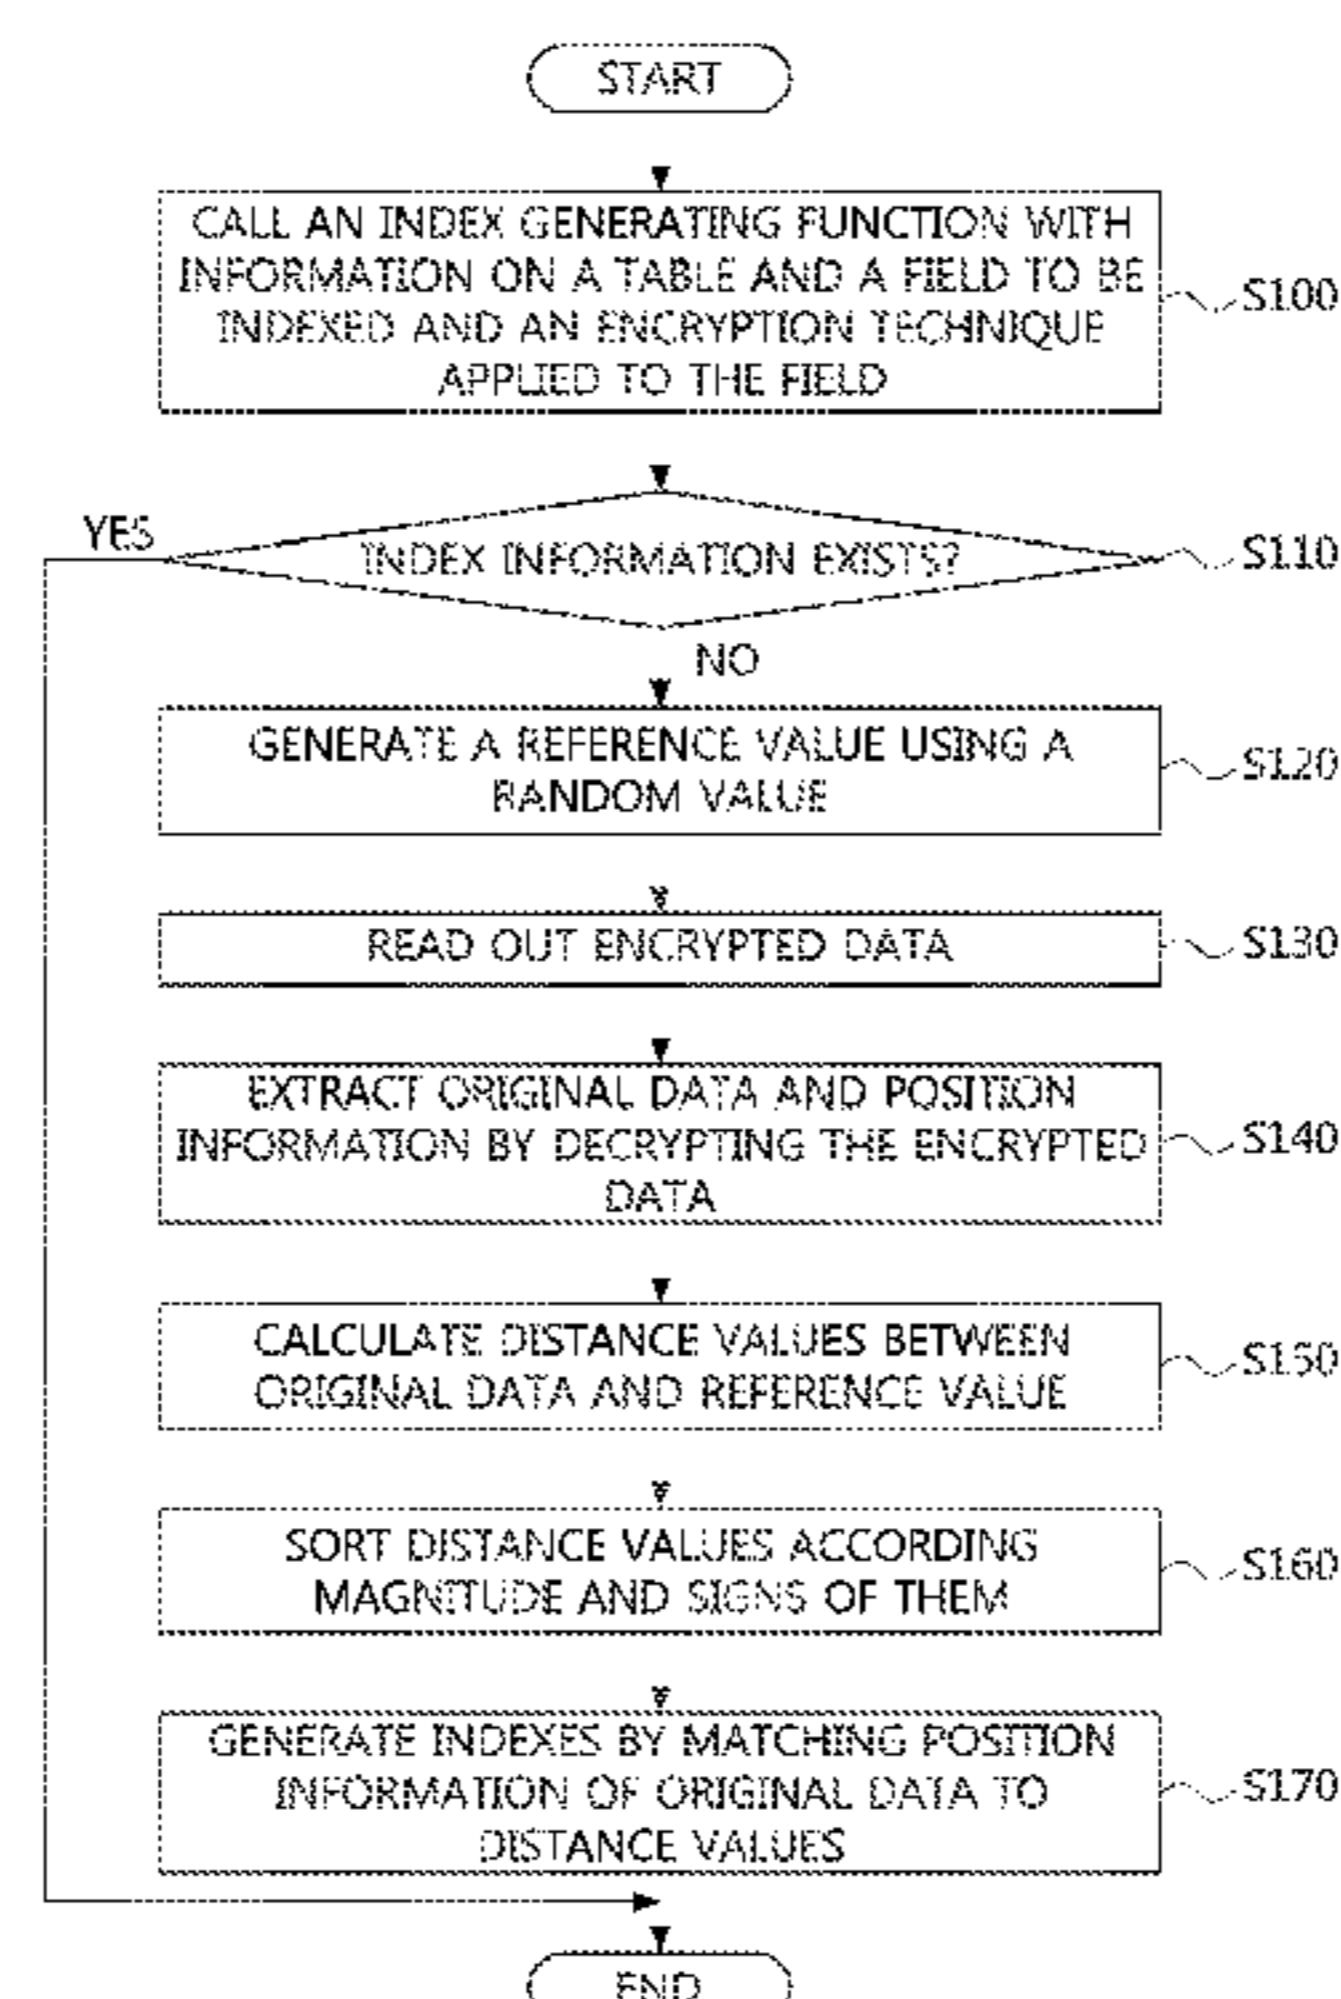 START
CALL AN INDEX GENERATING FUNCTION WITH
INFORMATION ON A TABLE AND A FIELD TO BE
INDEXED AND AN ENCRYPTION TECHNIQUE
APPLIED TO THE FIELD
S100
YES
INDEX INFORMATION EXISTS?
S110
NO
GENERATE A REFERENCE VALUE USING A
RANDOM VALUE
S120
READ OUT ENCRYPTED DATA
S130
EXTRACT ORIGINAL DATA AND POSITION
INFORMATION BY DECRYPTING THE ENCRYPTED
DATA
S140
CALCULATE DISTANCE VALUES BETWEEN
ORIGINAL DATA AND REFERENCE VALUE
S150
SORT DISTANCE VALUES ACCORDING
MAGNITUDE AND SIGNS OF THEM
S160
GENERATE INDEXES BY MATCHING POSITION
INFORMATION OF ORIGINAL DATA TO
DISTANCE VALUES
S170
END